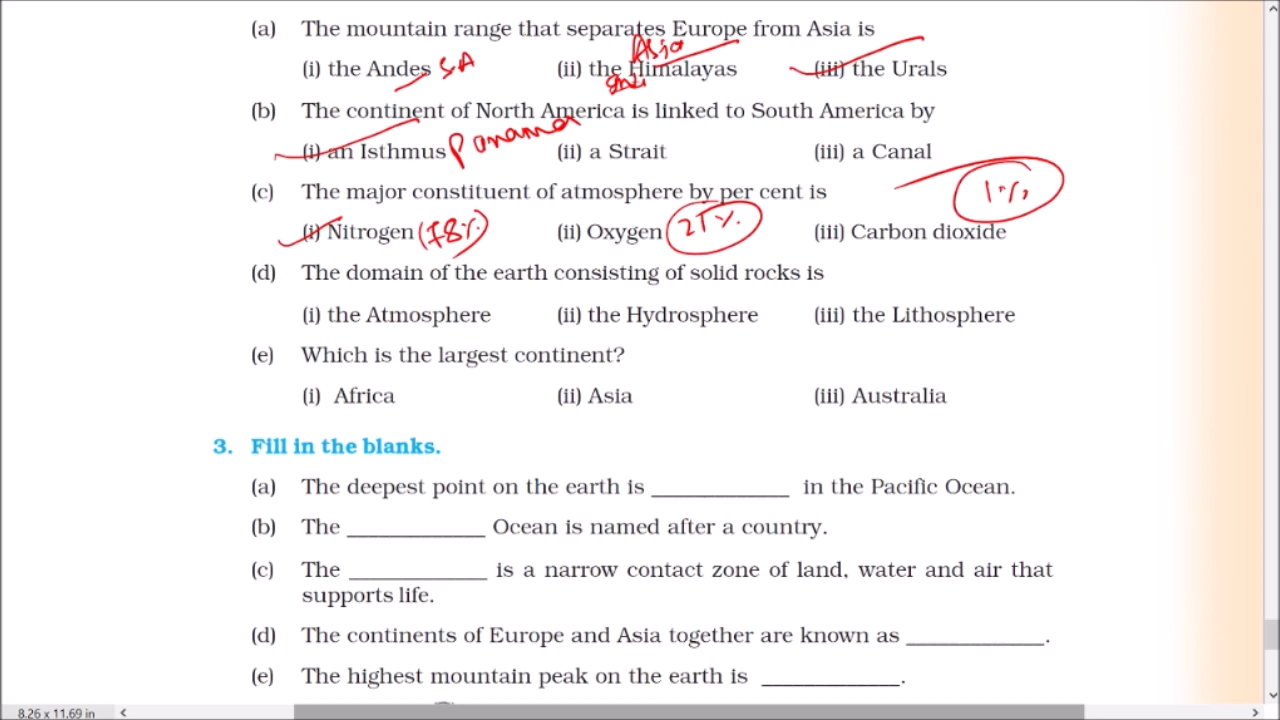 (a) The mountain range that separates Europe from Asia is
Asia
(i) the Andes SA (ii) the Himalayas (iii) the Urals
(b) The continent of North America is linked to South America by
Panama
(i) an Isthmus (ii) a Strait (iii) a Canal
(c) The major constituent of atmosphere by per cent is
1%
(i) Nitrogen (78%) (ii) Oxygen 21% (iii) Carbon dioxide
(d) The domain of the earth consisting of solid rocks is
(i) the Atmosphere (ii) the Hydrosphere (iii) the Lithosphere
(e) Which is the largest continent?
(i) Africa (ii) Asia (iii) Australia
3. Fill in the blanks.
(a) The deepest point on the earth is _____________ in the Pacific Ocean.
(b) The _____________ Ocean is named after a country.
(c) The _____________ is a narrow contact zone of land, water and air that
supports life.
(d) The continents of Europe and Asia together are known as _____________.
(e) The highest mountain peak on the earth is _____________.
8.26 x 11.69 in